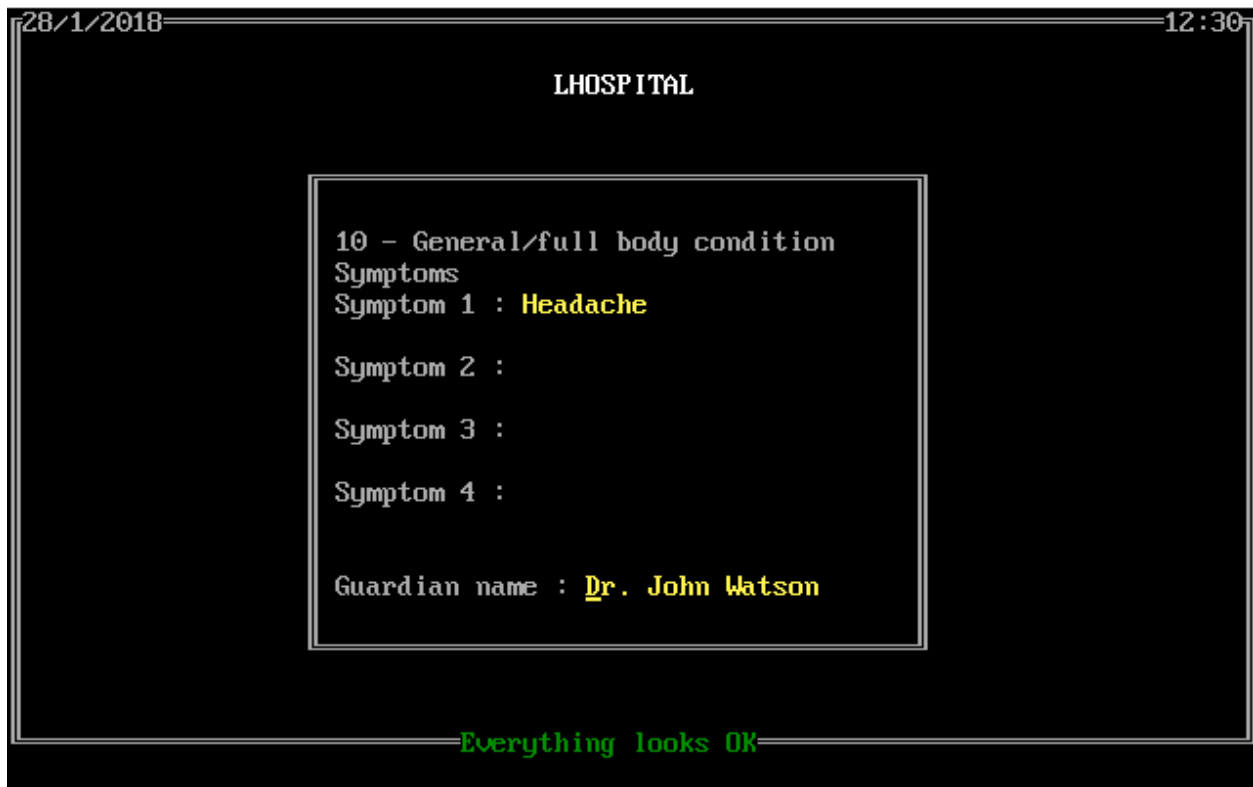 28/1/2018 12:30
LHOSPITAL
10 - General/full body condition
Symptoms
Symptom 1 : Headache
Symptom 2 :
Symptom 3 :
Symptom 4 :
Guardian name : Dr. John Watson
Everything looks OK